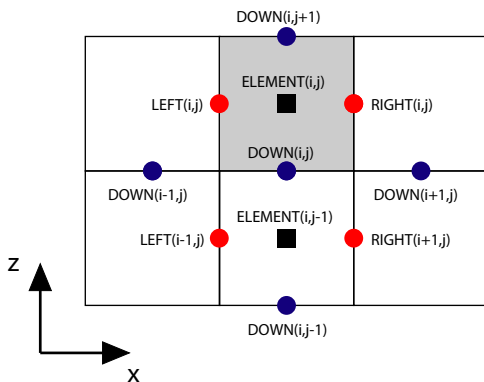 DOWN(i,j+1)
ELEMENT(i,j)
LEFT(i,j)
RIGHT(i,j)
DOWN(i,j)
DOWN(i-1,j)
DOWN(i+1,j)
ELEMENT(i,j-1)
LEFT(i-1,j)
RIGHT(i+1,j)
z
DOWN(i,j-1)
x